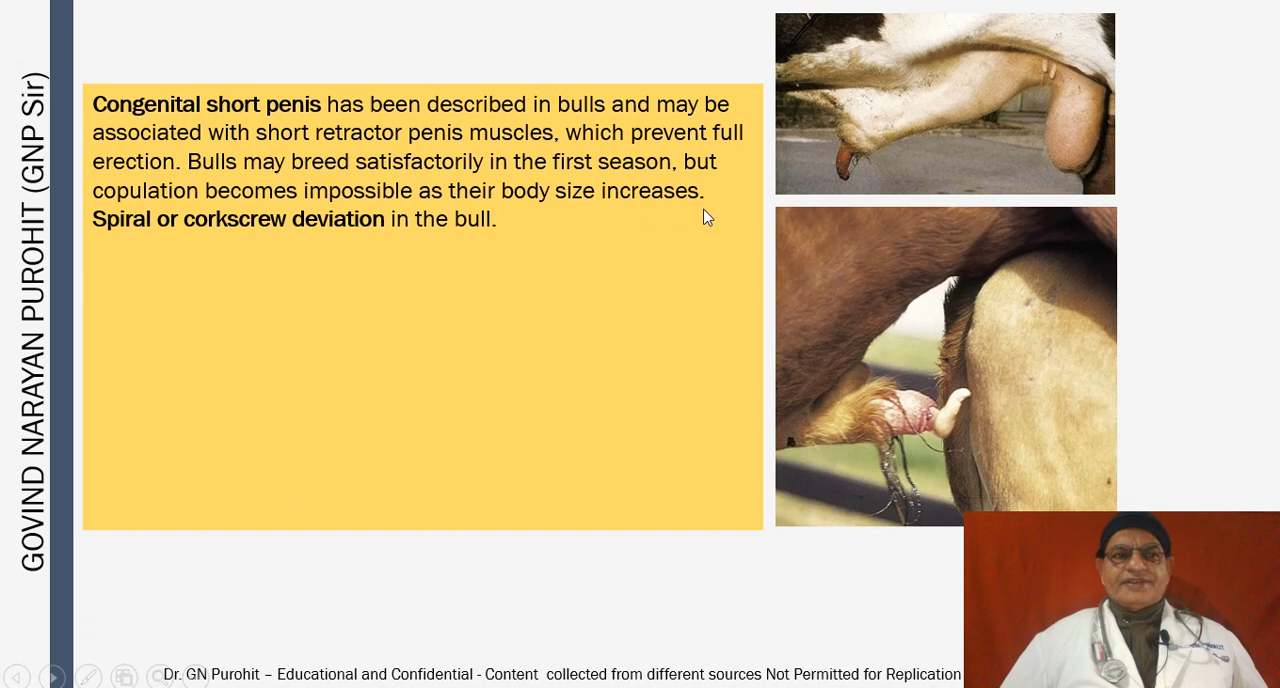 GOVIND NARAYAN PUROHIT (GNP Sir)
Congenital short penis has been described in bulls and may be
associated with short retractor penis muscles, which prevent full
erection. Bulls may breed satisfactorily in the first season, but
copulation becomes impossible as their body size increases.
Spiral or corkscrew deviation in the bull.
Dr. GN Purohit – Educational and Confidential - Content collected from different sources Not Permitted for Replication